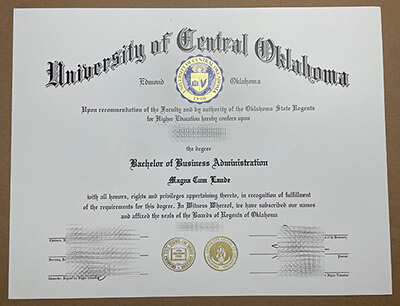 University of Central Oklahoma
Edmond Oklahoma
1890
Upon recommendation of the Faculty and by authority of the Oklahoma State Regents
for Higher Education hereby confers upon
the degree
Bachelor of Business Administration
Magna Cum Laude
with all honors, rights and privileges appertaining thereto, in recognition of fulfillment
of the requirements for this degree. In Witness Whereof, we have subscribed our names
and affixed the seals of the Boards of Regents of Oklahoma